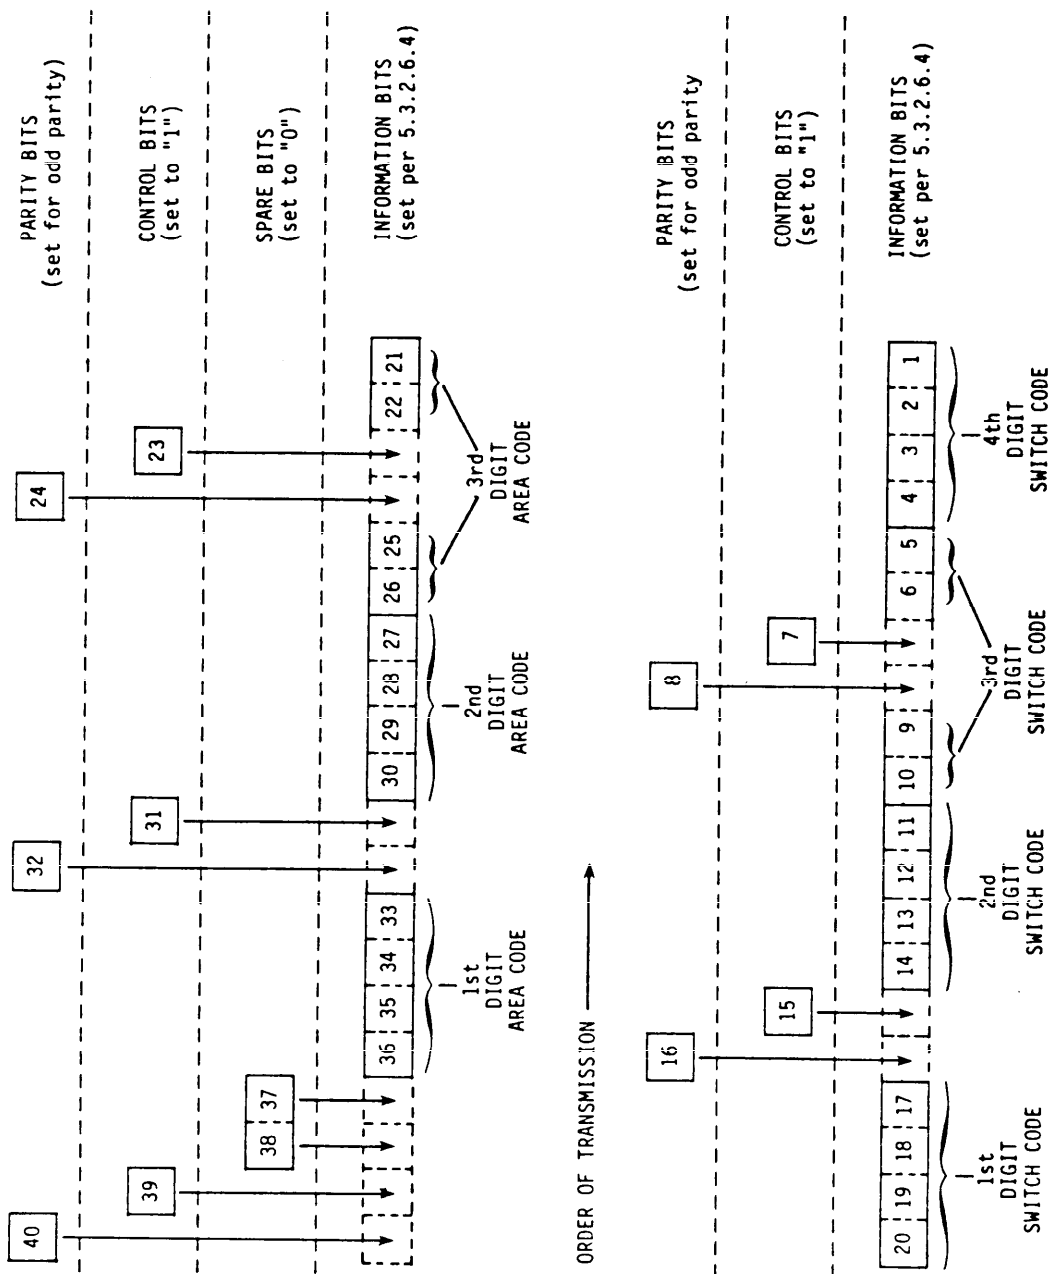 PARITY BITS
(set for odd parity)
CONTROL BITS
(set to "1")
SPARE BITS
(set to "0")
INFORMATION BITS
(set per 5.3.2.6.4)
40
39
38 37
36 35 34 33
32
31
30 29 28 27 26 25
24
23
22 21
1st
DIGIT
AREA CODE
2nd
DIGIT
AREA CODE
3rd
DIGIT
AREA CODE
ORDER OF TRANSMISSION
PARITY BITS
(set for odd parity
CONTROL BITS
(set to "1")
INFORMATION BITS
(set per 5.3.2.6.4)
20 19 18 17
16
15
14 13 12 11 10 9
8
7
6 5 4 3 2 1
1st
DIGIT
SWITCH CODE
2nd
DIGIT
SWITCH CODE
3rd
DIGIT
SWITCH CODE
4th
DIGIT
SWITCH CODE